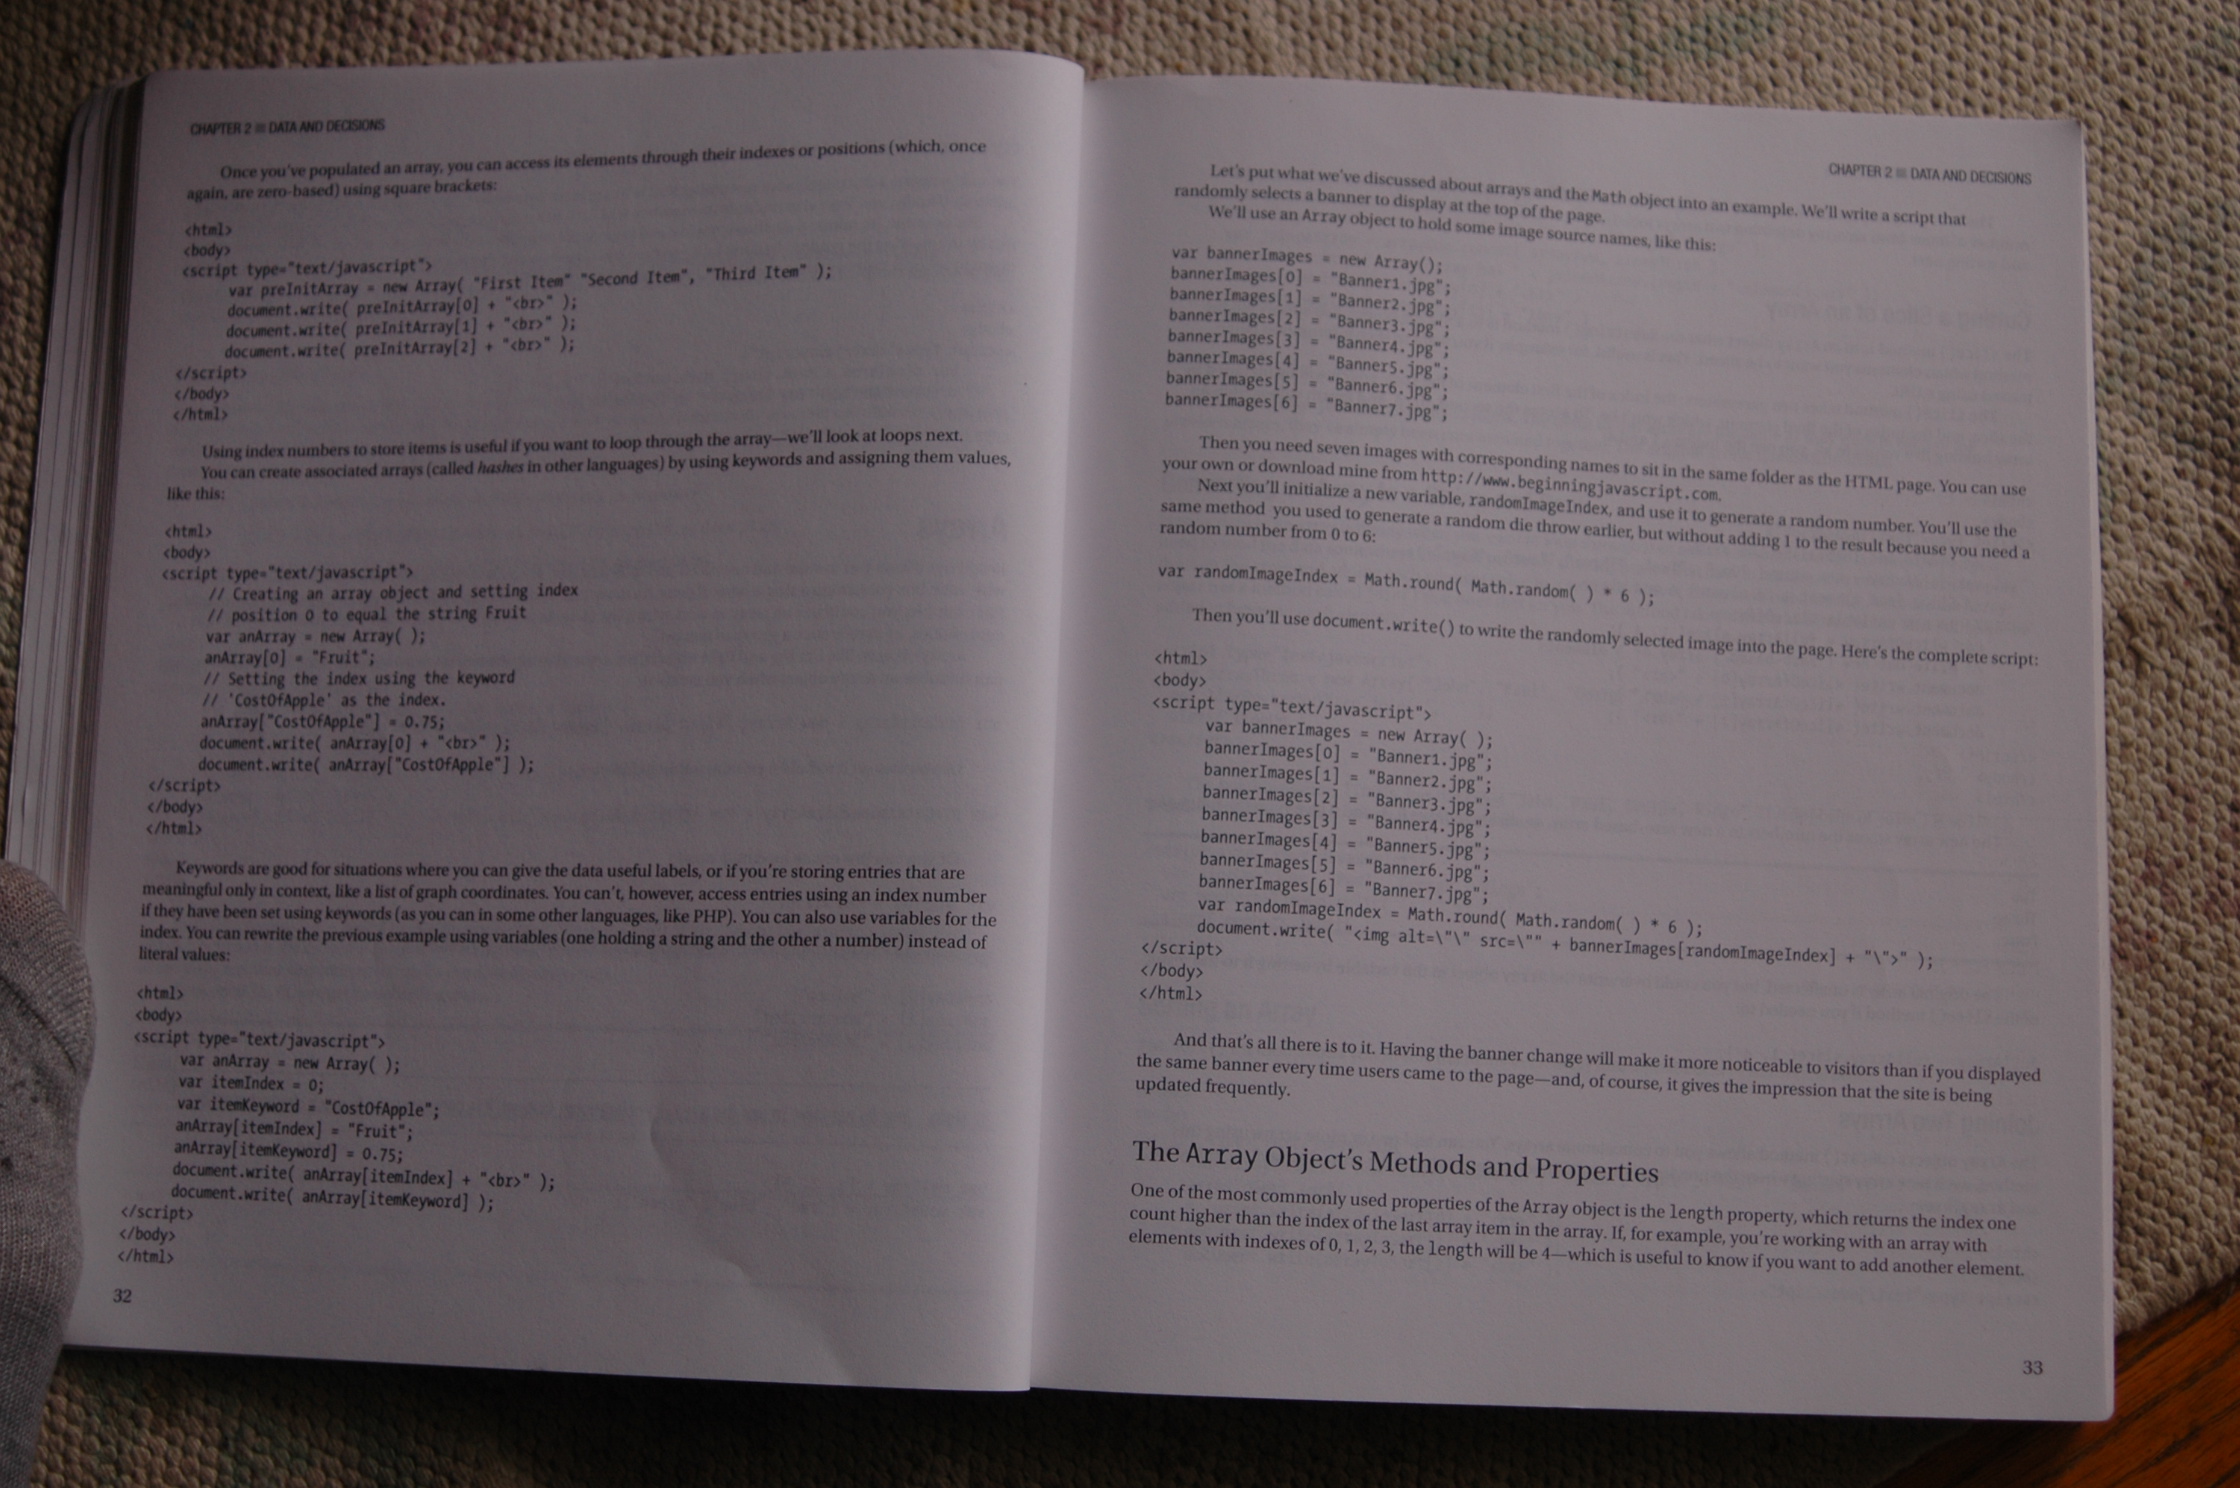 CHAPTER 2 ■ DATA AND DECISIONS
Once you've populated an array, you can access its elements through their indexes or positions (which, once
again, are zero-based) using square brackets:
<html>
<body>
<script type="text/javascript">
var preInitArray = new Array( "First Item" "Second Item", "Third Item" );
document.write( preInitArray[0] + "<br>" );
document.write( preInitArray[1] + "<br>" );
document.write( preInitArray[2] + "<br>" );
</script>
</body>
</html>
Using index numbers to store items is useful if you want to loop through the array—we'll look at loops next.
You can create associated arrays (called hashes in other languages) by using keywords and assigning them values,
like this:
<html>
<body>
<script type="text/javascript">
// Creating an array object and setting index
// position 0 to equal the string Fruit
var anArray = new Array( );
anArray[0] = "Fruit";
// Setting the index using the keyword
// 'CostOfApple' as the index.
anArray["CostOfApple"] = 0.75;
document.write( anArray[0] + "<br>" );
document.write( anArray["CostOfApple"] );
</script>
</body>
</html>
Keywords are good for situations where you can give the data useful labels, or if you're storing entries that are
meaningful only in context, like a list of graph coordinates. You can't, however, access entries using an index number
if they have been set using keywords (as you can in some other languages, like PHP). You can also use variables for the
index. You can rewrite the previous example using variables (one holding a string and the other a number) instead of
literal values:
<html>
<body>
<script type="text/javascript">
var anArray = new Array( );
var itemIndex = 0;
var itemKeyword = "CostOfApple";
anArray[itemIndex] = "Fruit";
anArray[itemKeyword] = 0.75;
document.write( anArray[itemIndex] + "<br>" );
document.write( anArray[itemKeyword] );
</script>
</body>
</html>
32
CHAPTER 2 ■ DATA AND DECISIONS
Let's put what we've discussed about arrays and the Math object into an example. We'll write a script that
randomly selects a banner to display at the top of the page.
We'll use an Array object to hold some image source names, like this:
var bannerImages = new Array();
bannerImages[0] = "Banner1.jpg";
bannerImages[1] = "Banner2.jpg";
bannerImages[2] = "Banner3.jpg";
bannerImages[3] = "Banner4.jpg";
bannerImages[4] = "Banner5.jpg";
bannerImages[5] = "Banner6.jpg";
bannerImages[6] = "Banner7.jpg";
Then you need seven images with corresponding names to sit in the same folder as the HTML page. You can use
your own or download mine from http://www.beginningjavascript.com.
Next you'll initialize a new variable, randomImageIndex, and use it to generate a random number. You'll use the
same method you used to generate a random die throw earlier, but without adding 1 to the result because you need a
random number from 0 to 6:
var randomImageIndex = Math.round( Math.random( ) * 6 );
Then you'll use document.write() to write the randomly selected image into the page. Here's the complete script:
<html>
<body>
<script type="text/javascript">
var bannerImages = new Array( );
bannerImages[0] = "Banner1.jpg";
bannerImages[1] = "Banner2.jpg";
bannerImages[2] = "Banner3.jpg";
bannerImages[3] = "Banner4.jpg";
bannerImages[4] = "Banner5.jpg";
bannerImages[5] = "Banner6.jpg";
bannerImages[6] = "Banner7.jpg";
var randomImageIndex = Math.round( Math.random( ) * 6 );
document.write( "<img alt=\"\" src=\"" + bannerImages[randomImageIndex] + "\">" );
</script>
</body>
</html>
And that's all there is to it. Having the banner change will make it more noticeable to visitors than if you displayed
the same banner every time users came to the page—and, of course, it gives the impression that the site is being
updated frequently.
The Array Object's Methods and Properties
One of the most commonly used properties of the Array object is the length property, which returns the index one
count higher than the index of the last array item in the array. If, for example, you're working with an array with
elements with indexes of 0, 1, 2, 3, the length will be 4—which is useful to know if you want to add another element.
33